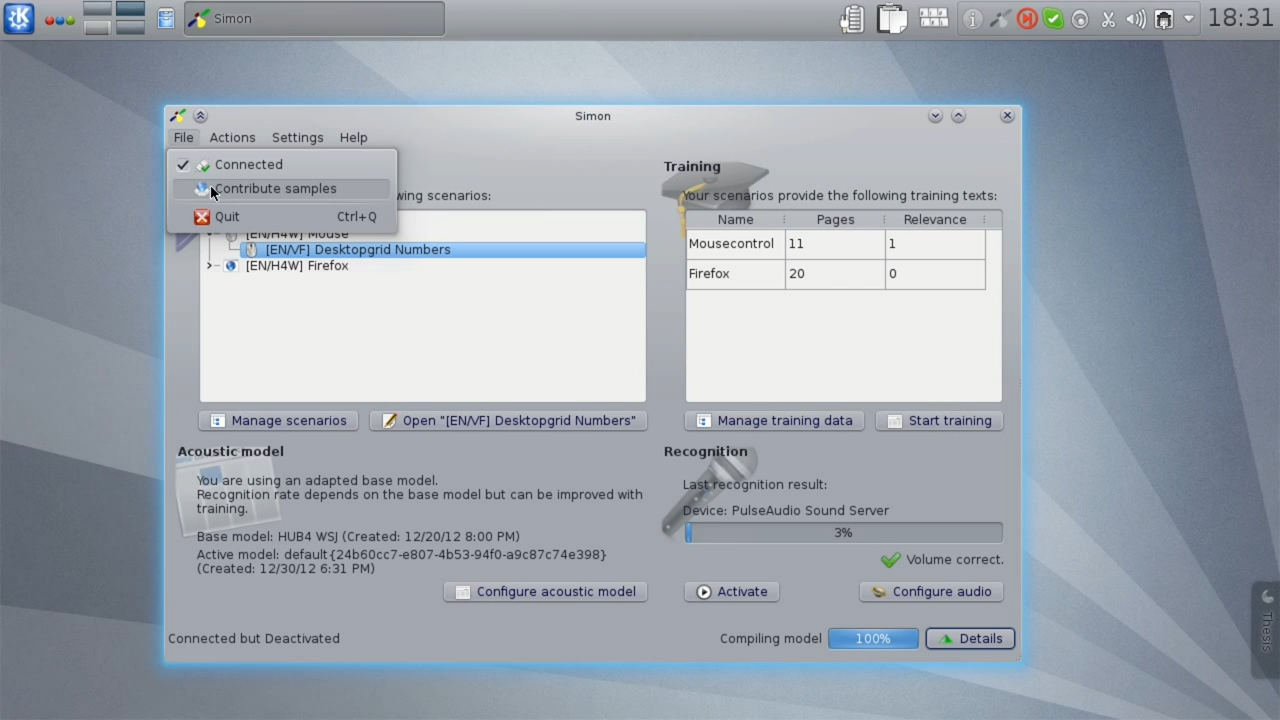 Simon
18:31
Simon
File Actions Settings Help
Connected
Contribute samples
Quit Ctrl+Q
wing scenarios:
[EN/H4W] Mouse
[EN/VF] Desktopgrid Numbers
[EN/H4W] Firefox
Manage scenarios
Open "[EN/VF] Desktopgrid Numbers"
Training
Your scenarios provide the following training texts:
Name Pages Relevance
Mousecontrol 11 1
Firefox 20 0
Manage training data
Start training
Acoustic model
You are using an adapted base model.
Recognition rate depends on the base model but can be improved with
training.
Base model: HUB4 WSJ (Created: 12/20/12 8:00 PM)
Active model: default{24b60cc7-e807-4b53-94f0-a9c87c74e398}
(Created: 12/30/12 6:31 PM)
Configure acoustic model
Recognition
Last recognition result:
Device: PulseAudio Sound Server
3%
Volume correct.
Activate
Configure audio
Connected but Deactivated
Compiling model 100% Details
Thesis